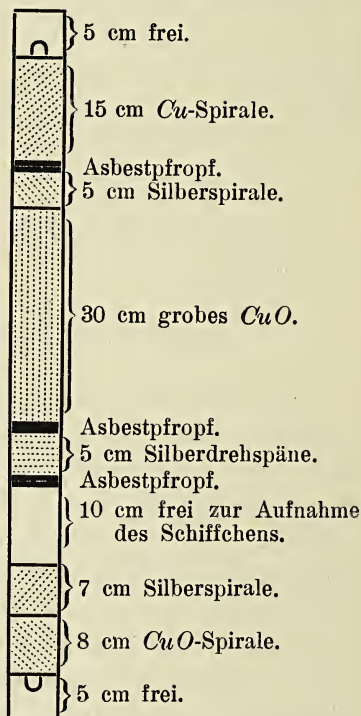 5 cm frei.
15 cm Cu-Spirale.
Asbestpfropf.
5 cm Silberspirale.
30 cm grobes CuO.
Asbestpfropf.
5 cm Silberdrehspäne.
Asbestpfropf.
10 cm frei zur Aufnahme
des Schiffchens.
7 cm Silberspirale.
8 cm CuO-Spirale.
5 cm frei.